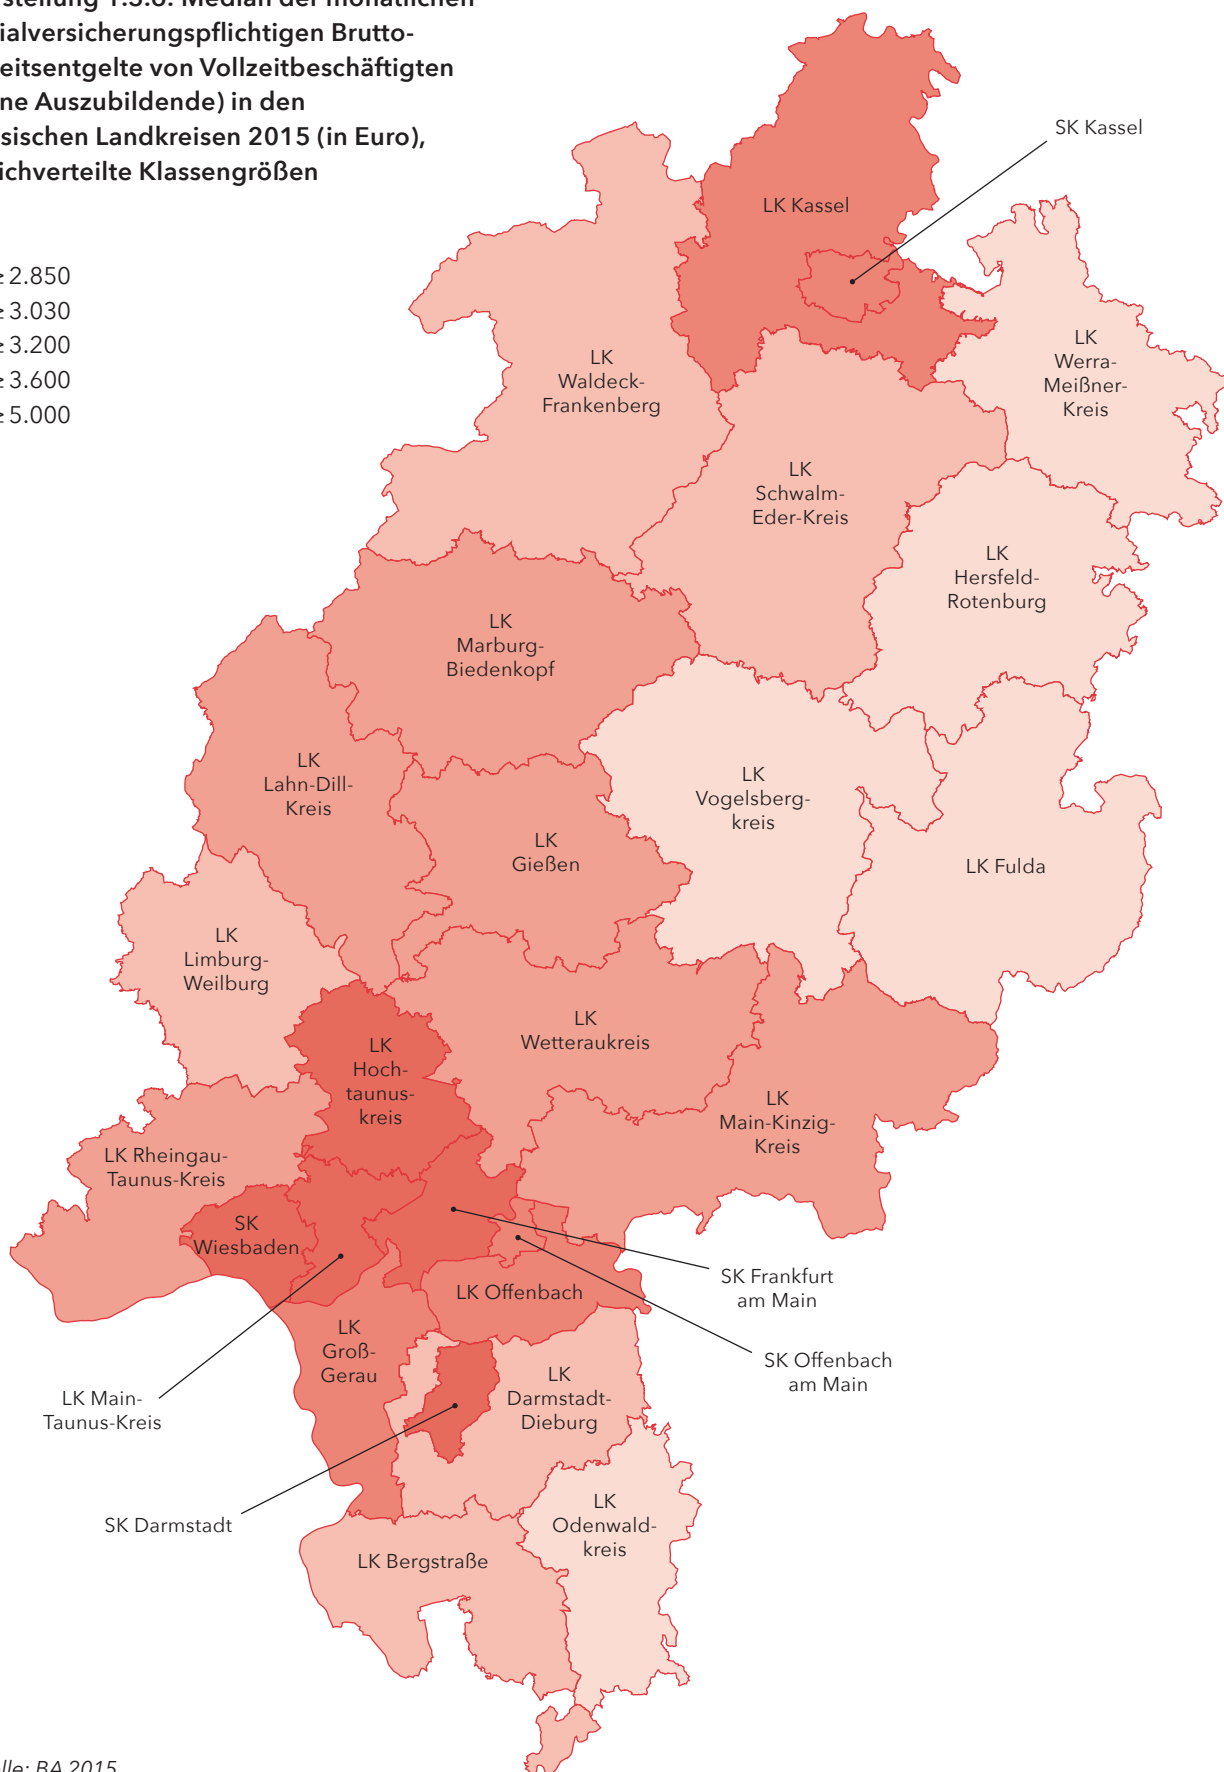 stellung 1.3.6: Median der monatlichen
ialversicherungspflichtigen Brutto-
eitsentgelte von Vollzeitbeschäftigten
ne Auszubildende) in den
sischen Landkreisen 2015 (in Euro),
ichverteilte Klassengrößen
2.850
3.030
3.200
3.600
5.000
SK Kassel
LK Kassel
LK
Werra-
Meißner-
Kreis
LK
Waldeck-
Frankenberg
LK
Schwalm-
Eder-Kreis
LK
Hersfeld-
Rotenburg
LK
Marburg-
Biedenkopf
LK
Lahn-Dill-
Kreis
LK
Vogelsberg-
kreis
LK
Gießen
LK Fulda
LK
Limburg-
Weilburg
LK
Wetteraukreis
LK
Hoch-
taunus-
kreis
LK
Main-Kinzig-
Kreis
LK Rheingau-
Taunus-Kreis
SK
Wiesbaden
SK Frankfurt
am Main
LK Offenbach
LK
Groß-
Gerau
SK Offenbach
am Main
LK Main-
Taunus-Kreis
LK
Darmstadt-
Dieburg
SK Darmstadt
LK
Odenwald-
kreis
LK Bergstraße
lle: BA 2015